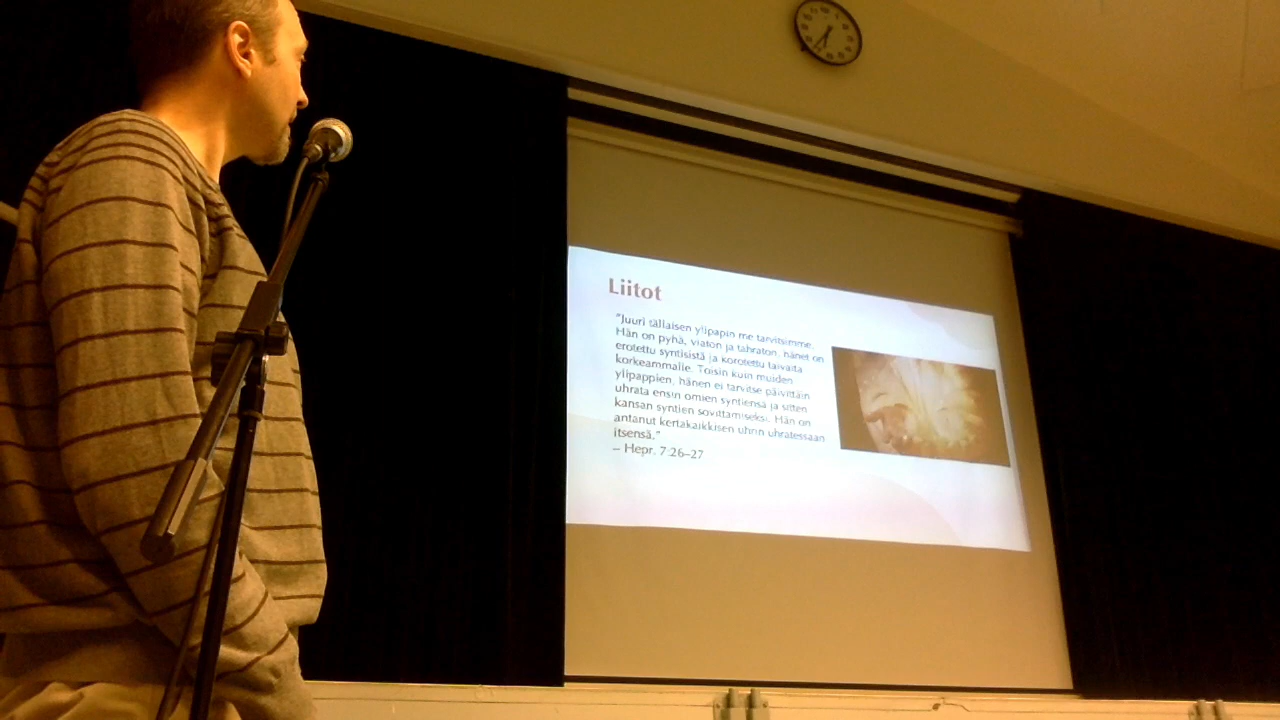 Liitot
"Juuri tällaisen ylipapin me tarvitsimme.
Hän on pyhä, viaton ja tahraton, hänet on
erotettu syntisistä ja korotettu taivaita
korkeammalle. Toisin kuin muiden
ylipappien, hänen ei tarvitse päivittäin
uhrata ensin omien syntiensä ja sitten
kansan syntien sovittamiseksi. Hän on
antanut kertakaikkisen uhrin uhratessaan
itsensä."
– Hepr. 7:26–27